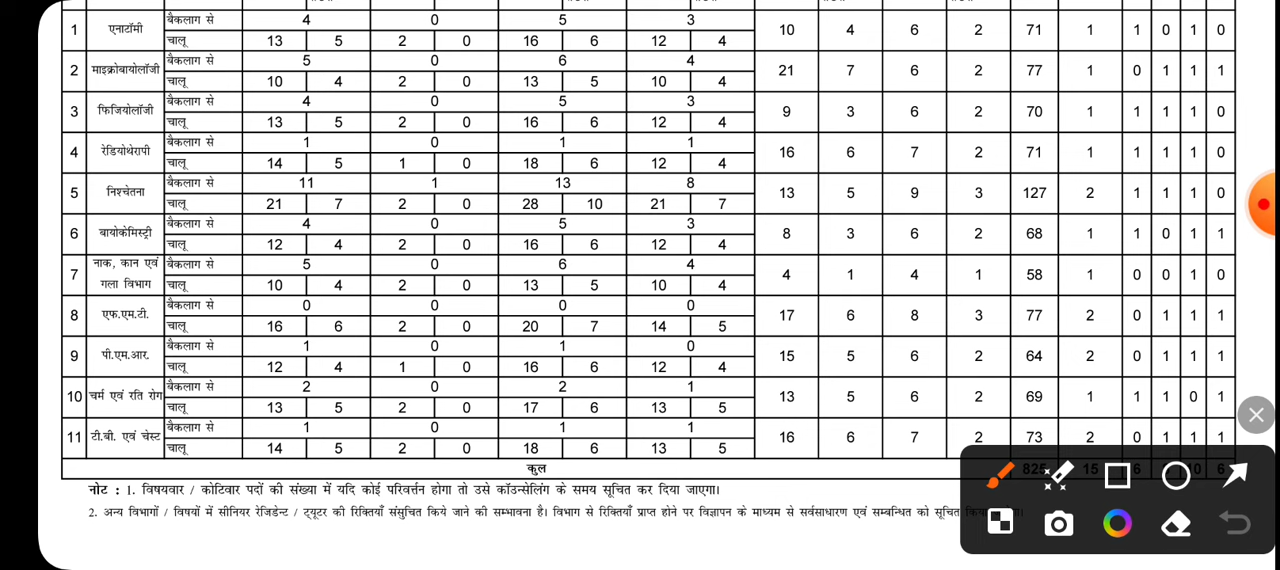 1 एनाटॉमी बैकलाग से 4 0 5 3 10 4 6 2 71 1 1 0 1 0
चालू 13 5 2 0 16 6 12 4
2 माइक्रोबायोलॉजी बैकलाग से 5 0 6 4 21 7 6 2 77 1 0 1 1 1
चालू 10 4 2 0 13 5 10 4
3 फिजियोलॉजी बैकलाग से 4 0 5 3 9 3 6 2 70 1 1 1 1 0
चालू 13 5 2 0 16 6 12 4
4 रेडियोथेरापी बैकलाग से 1 0 1 1 16 6 7 2 71 1 1 1 1 0
चालू 14 5 1 0 18 6 12 4
5 निश्चेतना बैकलाग से 11 1 13 8 13 5 9 3 127 2 1 1 1 0
चालू 21 7 2 0 28 10 21 7
6 बायोकेमिस्ट्री बैकलाग से 4 0 5 3 8 3 6 2 68 1 1 0 1 1
चालू 12 4 2 0 16 6 12 4
7 नाक, कान एवं बैकलाग से 5 0 6 4 4 1 4 1 58 1 0 0 1 0
गला विभाग चालू 10 4 2 0 13 5 10 4
8 एफ.एम.टी. बैकलाग से 0 0 0 0 17 6 8 3 77 2 0 1 1 1
चालू 16 6 2 0 20 7 14 5
9 पी.एम.आर. बैकलाग से 1 0 1 0 15 5 6 2 64 2 0 1 1 1
चालू 12 4 1 0 16 6 12 4
10 चर्म एवं रति रोग बैकलाग से 2 0 2 1 13 5 6 2 69 1 1 1 0 1
चालू 13 5 2 0 17 6 13 5
11 टी.बी. एवं चेस्ट बैकलाग से 1 0 1 1 16 6 7 2 73 2 0 1 1 1
चालू 14 5 2 0 18 6 13 5
कुल 825 15 6 10 6
नोट : 1. विषयवार / कोटिवार पदों की संख्या में यदि कोई परिवर्त्तन होगा तो उसे कॉउन्सेलिंग के समय सूचित कर दिया जाएगा।
2. अन्य विभागों / विषयों में सीनियर रेजिडेन्ट / ट्यूटर की रिक्तियाँ संसुचित किये जाने की सम्भावना है। विभाग से रिक्तियाँ प्राप्त होने पर विज्ञापन के माध्यम से सर्वसाधारण एवं सम्बन्धित को सूचित